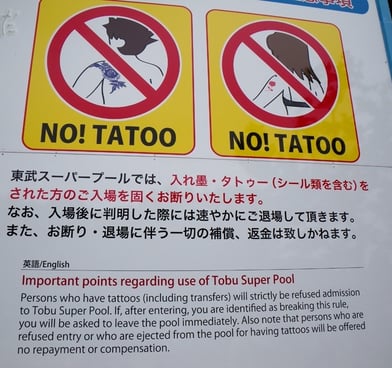 事項
NO! TATOO
NO! TATOO
東武スーパープールでは、入れ墨・タトゥー（シール類を含む）を
された方のご入場を固くお断りいたします。
なお、入場後に判明した際には速やかにご退場して頂きます。
また、お断り・退場に伴う一切の補償、返金は致しかねます。
英語/English
Important points regarding use of Tobu Super Pool
Persons who have tattoos (including transfers) will strictly be refused admission
to Tobu Super Pool. If, after entering, you are identified as breaking this rule,
you will be asked to leave the pool immediately. Also note that persons who are
refused entry or who are ejected from the pool for having tattoos will be offered
no repayment or compensation.